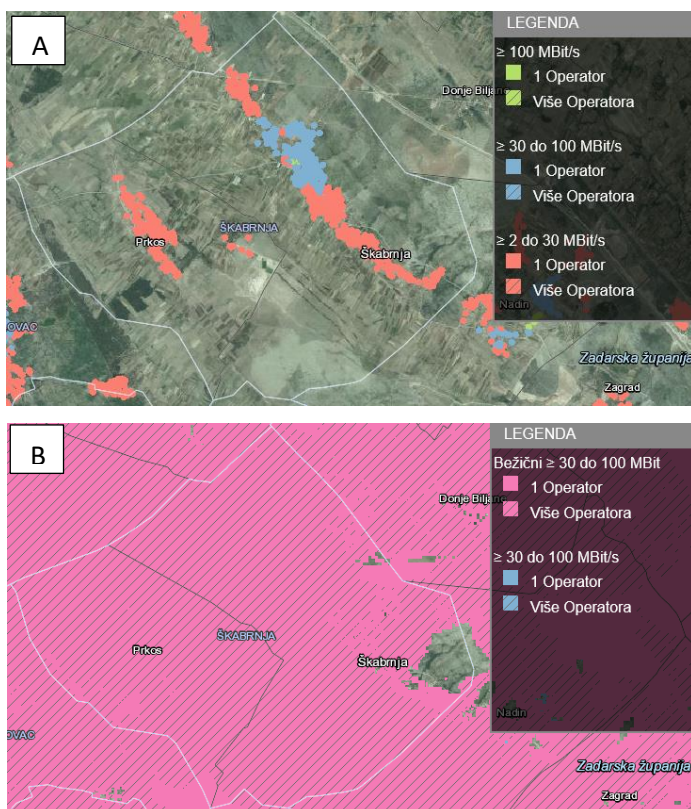 A
LEGENDA
≥ 100 MBit/s
1 Operator
Više Operatora
≥ 30 do 100 MBit/s
1 Operator
Više Operatora
≥ 2 do 30 MBit/s
1 Operator
Više Operatora
Donje Biljane
ŠKABRNJA
Prkos
Škabrnja
Nadin
OVAC
Zadarska županija
Zagrad
B
LEGENDA
Bežični ≥ 30 do 100 MBit
1 Operator
Više Operatora
≥ 30 do 100 MBit/s
1 Operator
Više Operatora
Donje Biljane
ŠKABRNJA
Prkos
Škabrnja
Nadin
OVAC
Zadarska županija
Zagrad